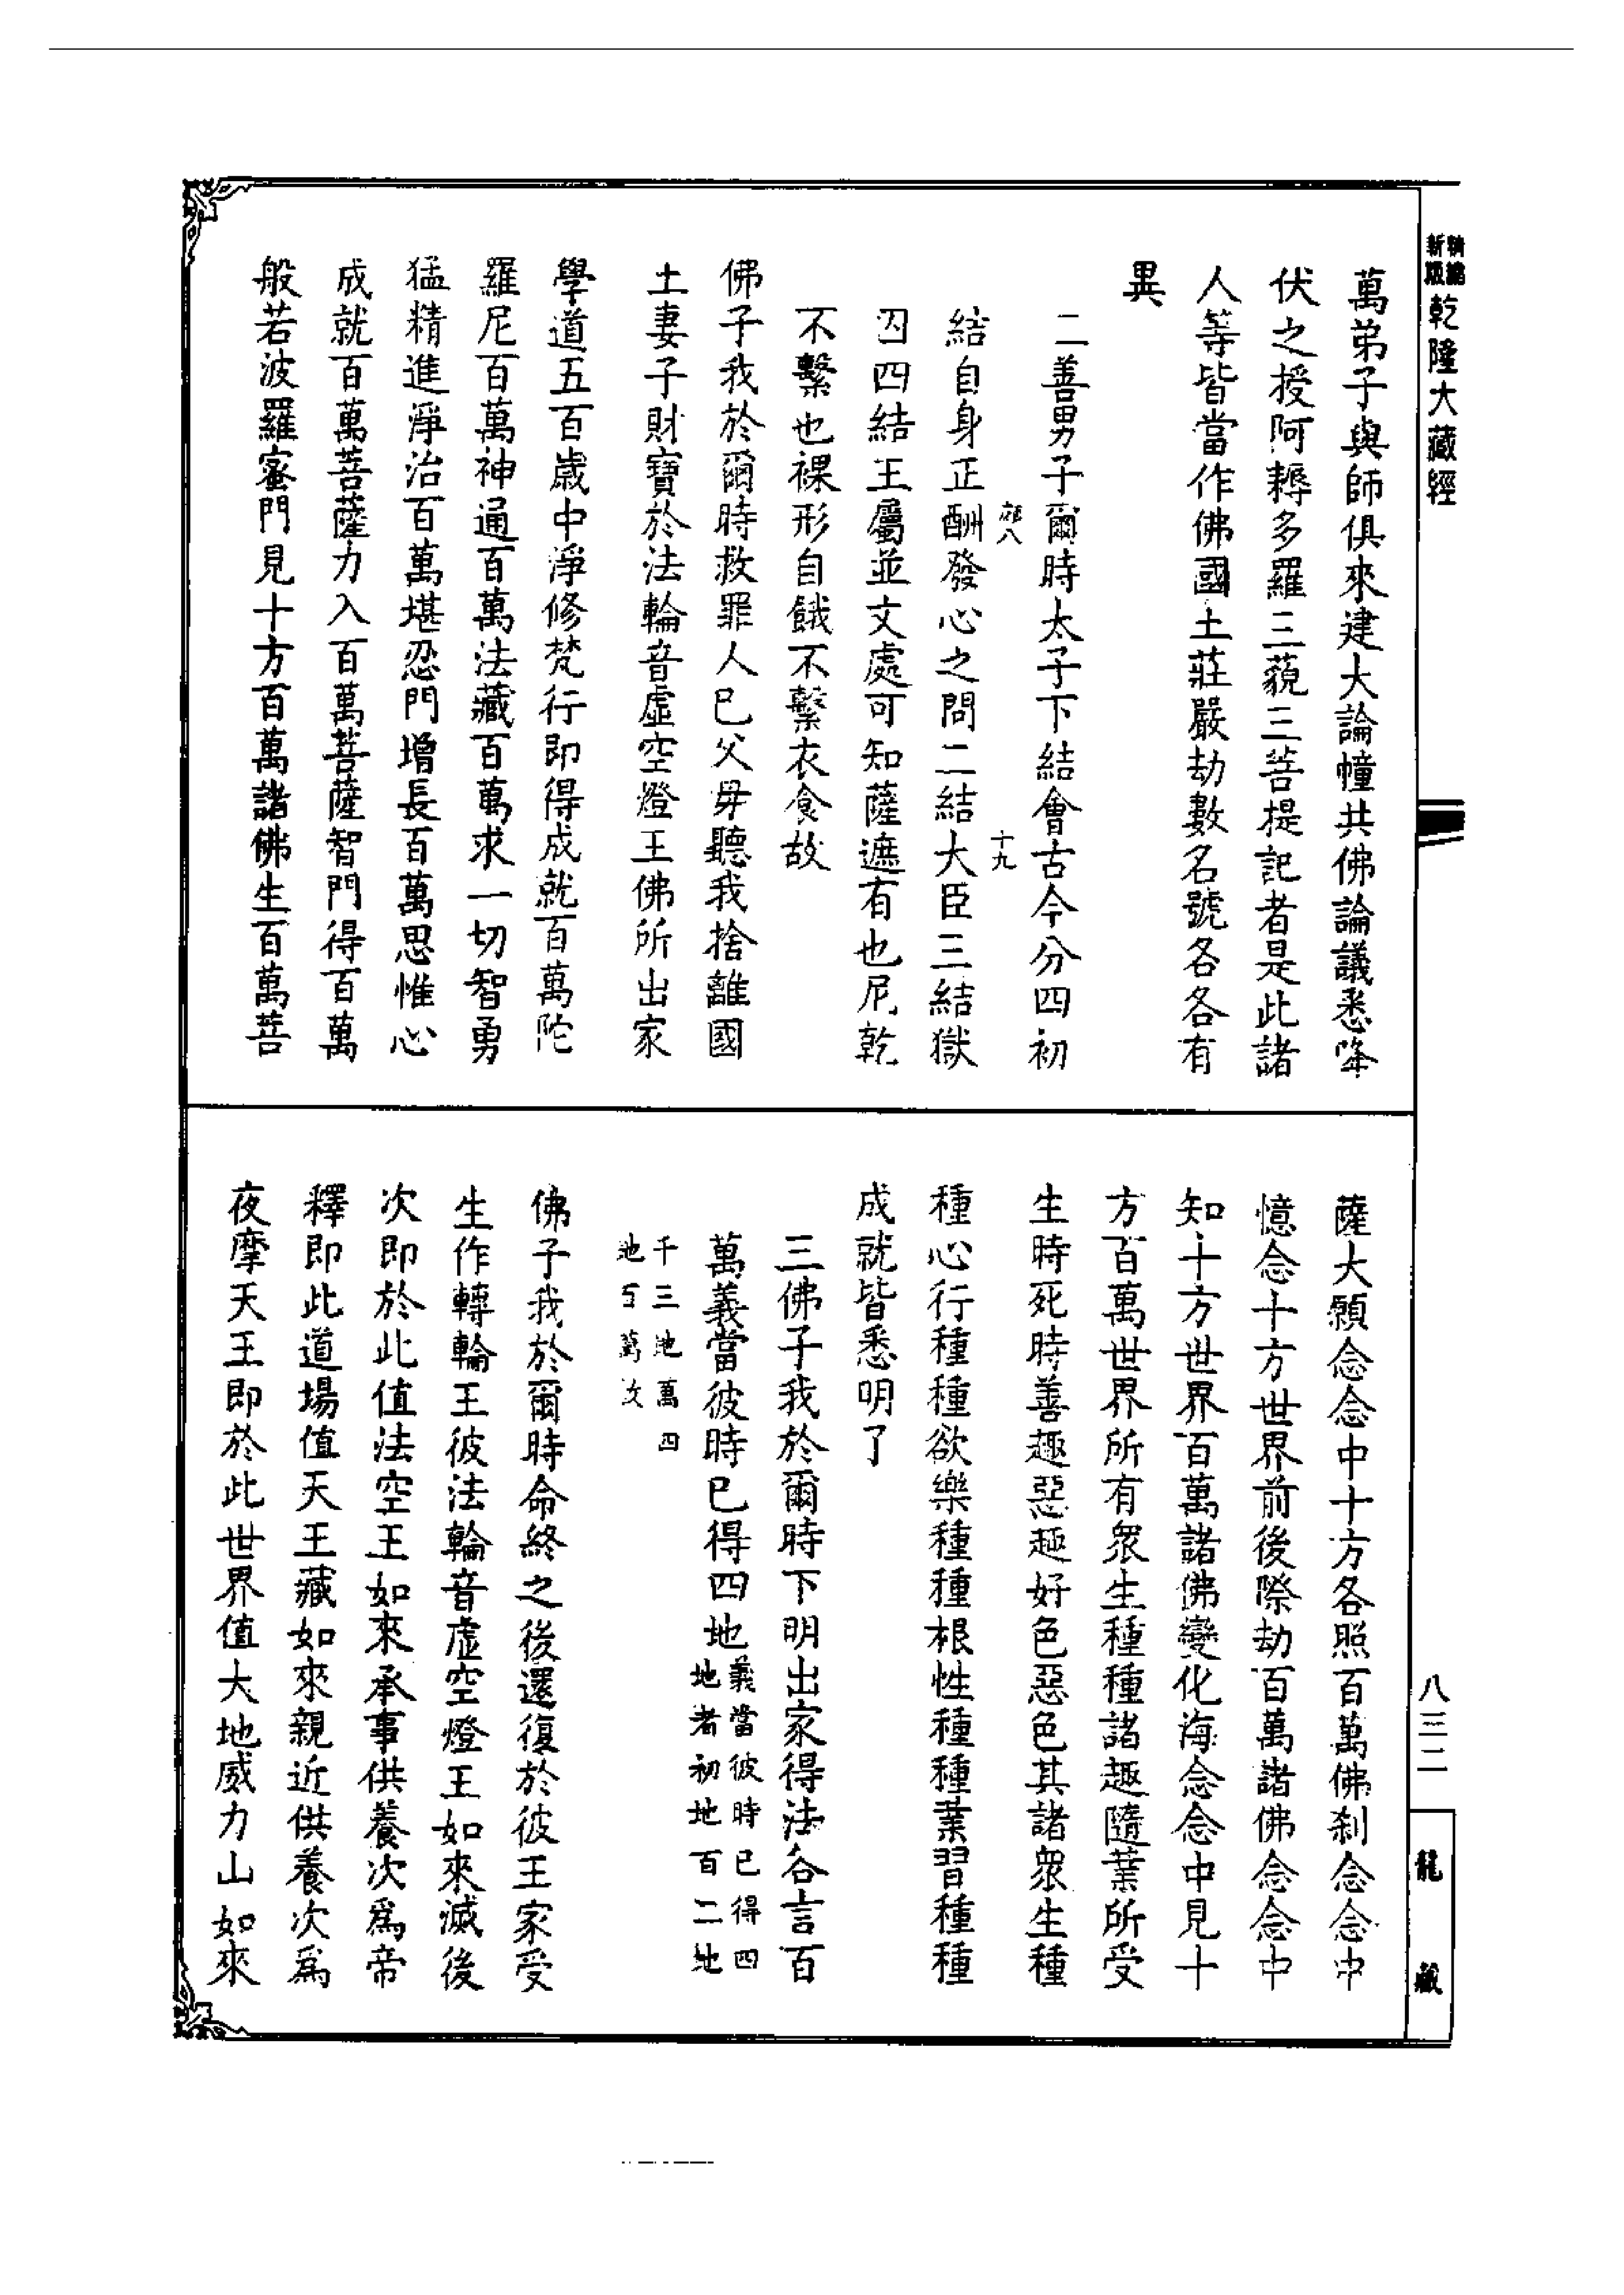 精編新版乾隆大藏經
萬弟子與師俱來建大論幢共佛論議悉降
伏之授阿耨多羅三藐三菩提記者是此諸
人等皆當作佛國土莊嚴劫數名號各各有
異
二善男子爾時太子下結會古今分四初
結自身正酬發心之問二結大臣三結獄
囚四結王屬並文處可知薩遮有也尼乾
不繫也裸形自餓不繫衣食故
佛子我於爾時救罪人已父母聽我捨離國
土妻子財寶於法輪音虛空燈王佛所出家
學道五百歲中淨修梵行即得成就百萬陀
羅尼百萬神通百萬法藏百萬求一切智勇
猛精進淨治百萬堪忍門增長百萬思惟心
成就百萬菩薩力入百萬菩薩智門得百萬
般若波羅蜜門見十方百萬諸佛生百萬菩
薩大願念念中十方各照百萬佛刹念念中
憶念十方世界前後際劫百萬諸佛念念中
知十方世界百萬諸佛變化海念念中見十
方百萬世界所有衆生種種諸趣隨業所受
生時死時善趣惡趣好色惡色其諸衆生種
種心行種種欲樂種種根性種種業習種種
成就皆悉明了
三佛子我於爾時下明出家得法各言百
萬義當彼時已得四地義當彼時已得四地者初地百二地
千三地萬四地百萬故
佛子我於爾時命終之後還復於彼王家受
生作轉輪王彼法輪音虛空燈王如來滅後
次即於此值法空王如來承事供養次爲帝
釋即此道場值天王藏如來親近供養次爲
夜摩天王即於此世界值大地威力山如來
十九
八三二
龍藏